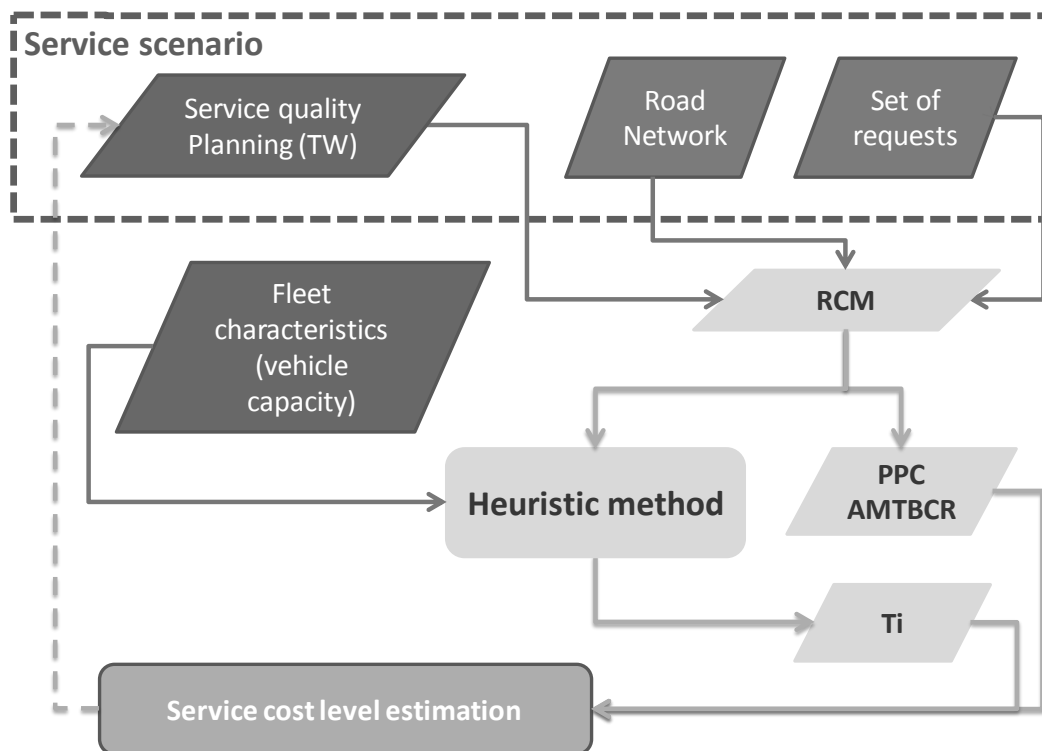 Service scenario
Service quality
Planning (TW)
Road
Network
Set of
requests
Fleet
characteristics
(vehicle
capacity)
RCM
Heuristic method
PPC
AMTBCR
Ti
Service cost level estimation